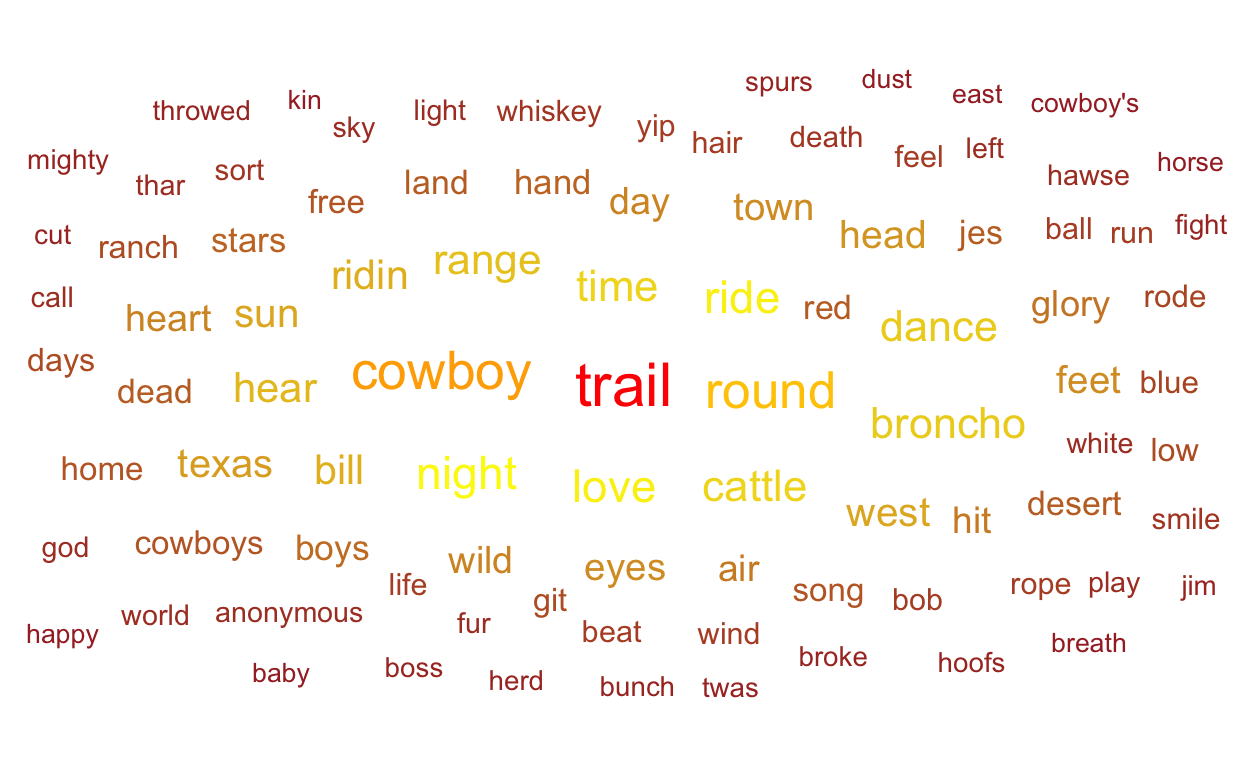 spurs
dust
east
cowboy's
throwed
kin
sky
light
whiskey
yip
hair
death
feel
left
mighty
thar
sort
free
land
hand
day
town
head
jes
hawse
horse
cut
ranch
stars
ridin
range
time
ride
red
ball
run
fight
call
heart
sun
dance
glory
rode
days
dead
hear
cowboy
trail
round
broncho
feet
blue
home
texas
bill
night
love
cattle
west
hit
white
low
desert
smile
god
cowboys
boys
life
wild
git
eyes
air
song
bob
rope
play
jim
happy
world
anonymous
fur
beat
wind
broke
hoofs
breath
baby
boss
herd
bunch
twas